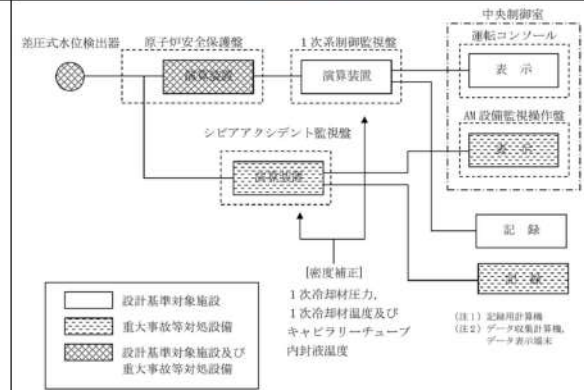 中央制御室
差圧式水位検出器
原子炉安全保護盤
1次系制御監視盤
運転コンソール
演算装置
演算装置
表 示
AM設備監視操作盤
シビアアクシデント監視盤
表 示
演算装置
記 録
[密度補正]
1次冷却材圧力,
1次冷却材温度及び
キャピラリーチューブ
内封液温度
記 録
設計基準対象施設
重大事故等対処設備
設計基準対象施設及び
重大事故等対処設備
(注1) 記録用計算機
(注2) データ収集計算機,
データ表示端末